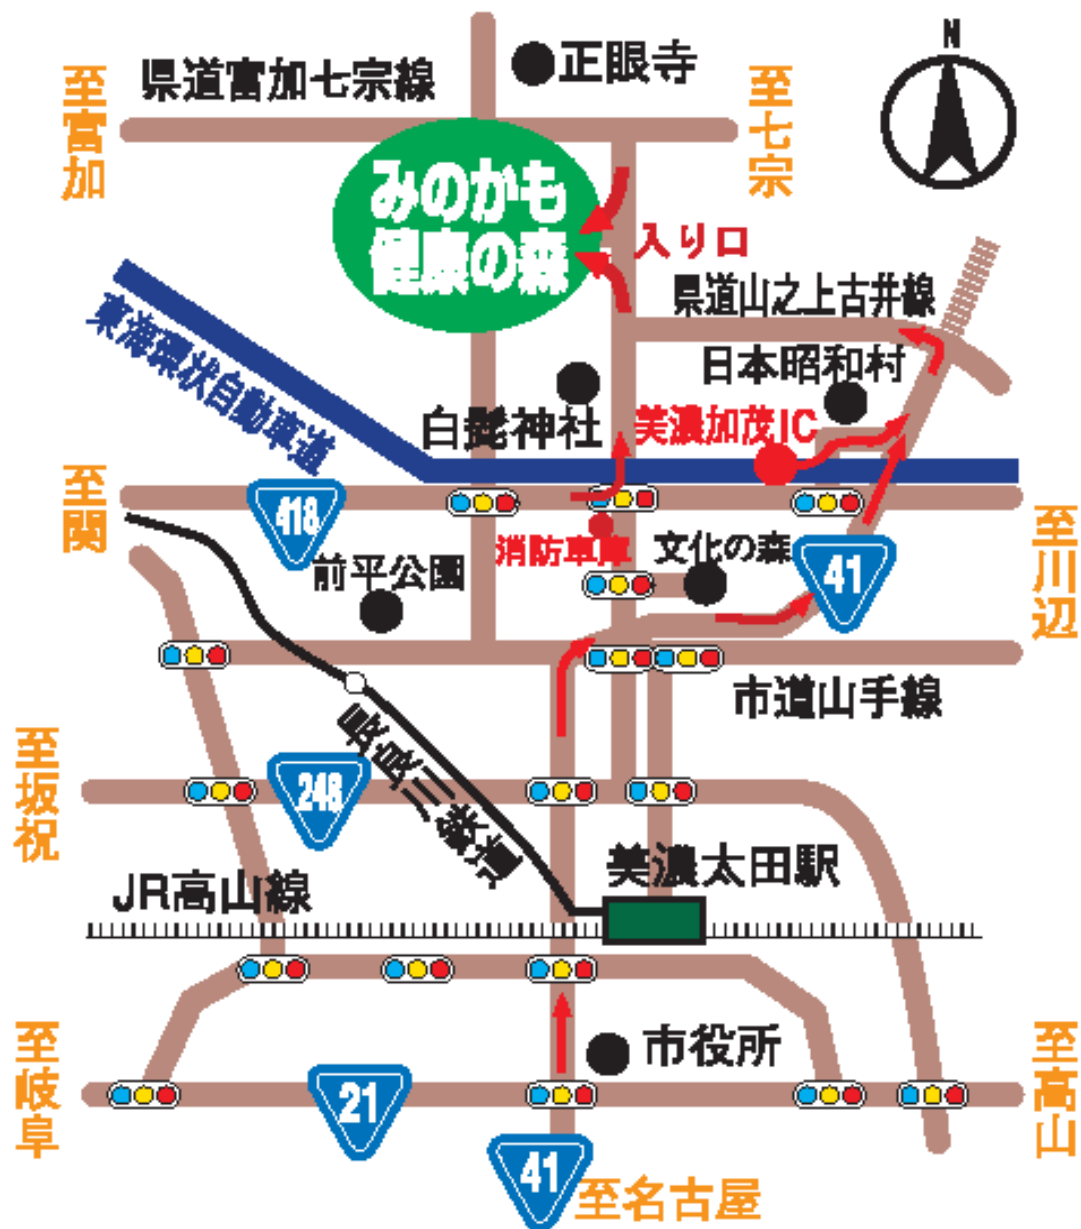 N
正眼寺
県道富加七宗線
至富加
至七宗
みのかも
健康の森
入り口
県道山之上古井線
東海環状自動車道
日本昭和村
白髭神社
美濃加茂IC
至関
418
消防車庫
文化の森
前平公園
41
至川辺
市道山手線
長良川鉄道
至坂祝
248
美濃太田駅
JR高山線
市役所
至岐阜
21
至高山
41
至名古屋